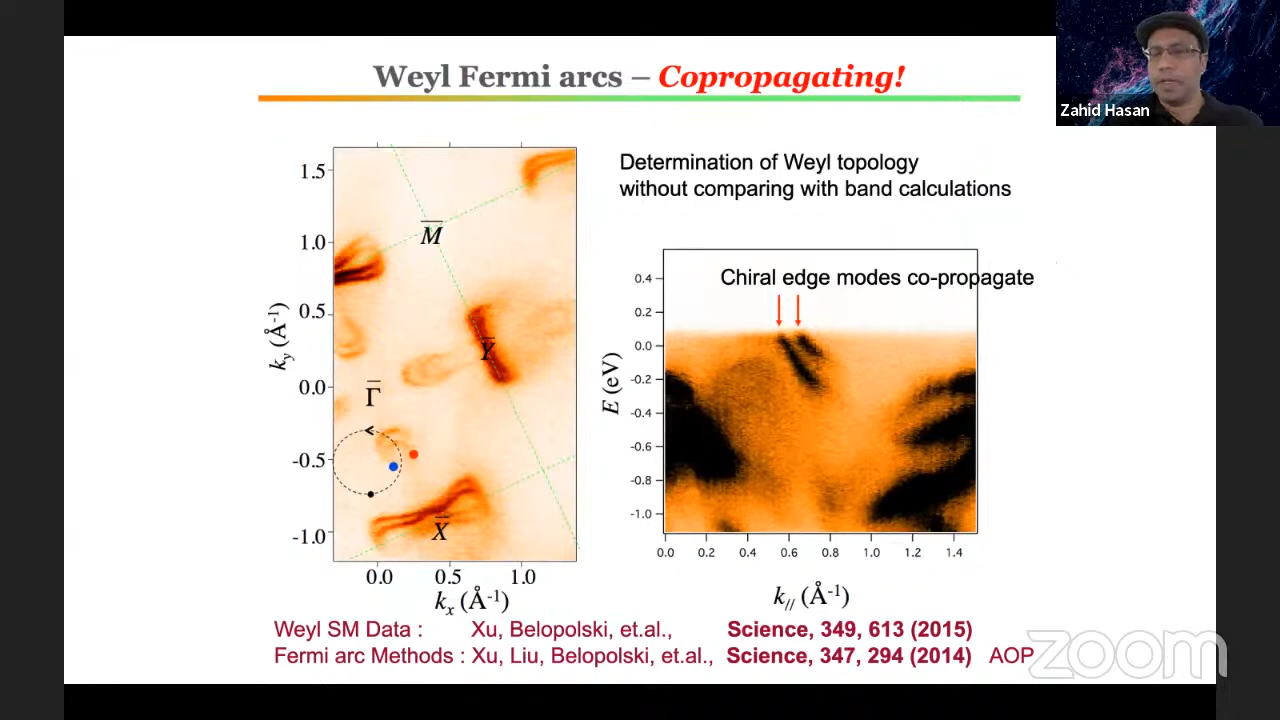 Weyl Fermi arcs – Copropagating!
Zahid Hasan
Determination of Weyl topology
without comparing with band calculations
1.5
1.0
0.5
0.0
-0.5
-1.0
k_y (Å⁻¹)
M̅
Y̅
Γ̅
X̅
0.0 0.5 1.0
k_x (Å⁻¹)
Chiral edge modes co-propagate
0.4
0.2
0.0
-0.2
-0.4
-0.6
-0.8
-1.0
E (eV)
0.0 0.2 0.4 0.6 0.8 1.0 1.2 1.4
k_// (Å⁻¹)
Weyl SM Data : Xu, Belopolski, et.al., Science, 349, 613 (2015)
Fermi arc Methods : Xu, Liu, Belopolski, et.al., Science, 347, 294 (2014) AOP
zoom